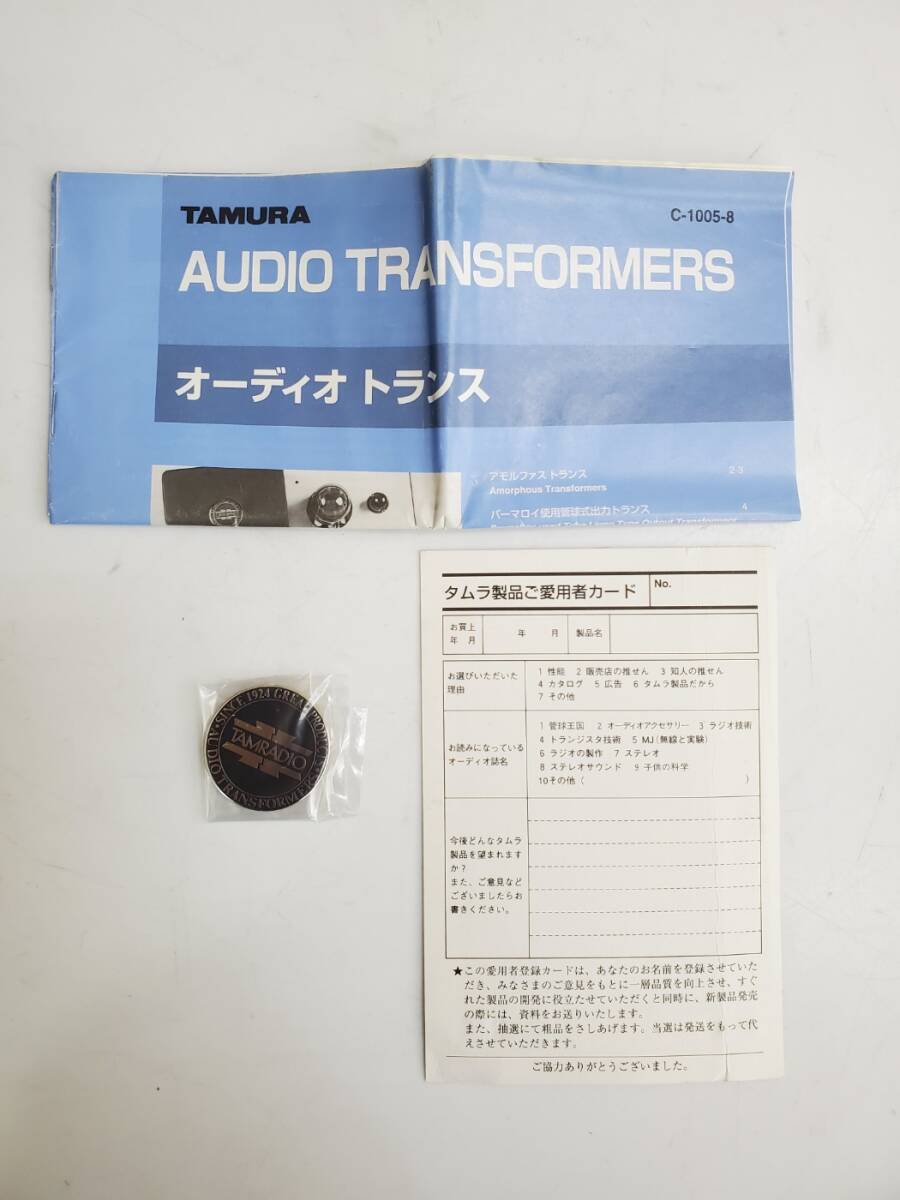 TAMURA
C-1005-8
AUDIO TRANSFORMERS
オーディオ トランス
アモルファス トランス 2-3
Amorphous Transformers
パーマロイ使用管球式出力トランス 4
SINCE 1924 GREAT PRODUCTS
TAMRADIO
AUDIO TRANSFORMERS
タムラ製品ご愛用者カード
No.
お買上
年 月
年 月
製品名
お選びいただいた
理由
1 性能 2 販売店の推せん 3 知人の推せん
4 カタログ 5 広告 6 タムラ製品だから
7 その他
お読みになっている
オーディオ誌名
1 管球王国 2 オーディオアクセサリー 3 ラジオ技術
4 トランジスタ技術 5 MJ(無線と実験)
6 ラジオの製作 7 ステレオ
8 ステレオサウンド 9 子供の科学
10その他( )
今後どんなタムラ
製品を望まれます
か?
また、ご意見など
ございましたらお
書きください。
★この愛用者登録カードは、あなたのお名前を登録させていた
だき、みなさまのご意見をもとに一層品質を向上させ、すぐ
れた製品の開発に役立たせていただくと同時に、新製品発売
の際には、資料をお送りいたします。
また、抽選にて粗品をさしあげます。当選は発送をもって代
えさせていただきます。
ご協力ありがとうございました。